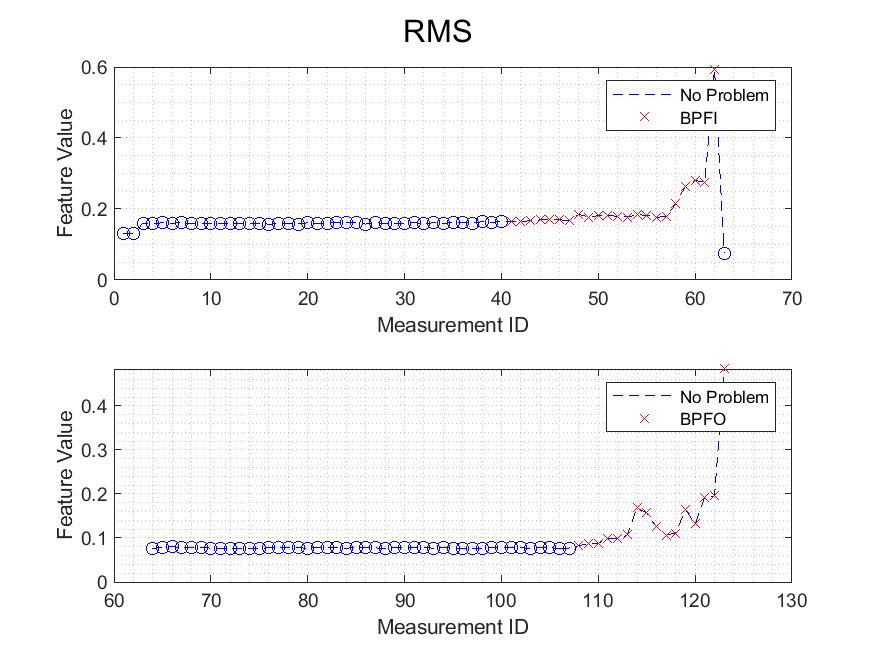 RMS
0.6
0.4
0.2
0
Feature Value
No Problem
BPFI
0 10 20 30 40 50 60 70
Measurement ID
0.4
0.3
0.2
0.1
0
Feature Value
No Problem
BPFO
60 70 80 90 100 110 120 130
Measurement ID